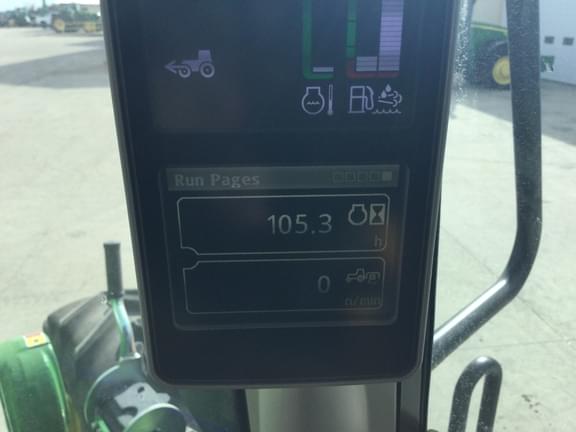 Run Pages
105.3
h
0
n/min